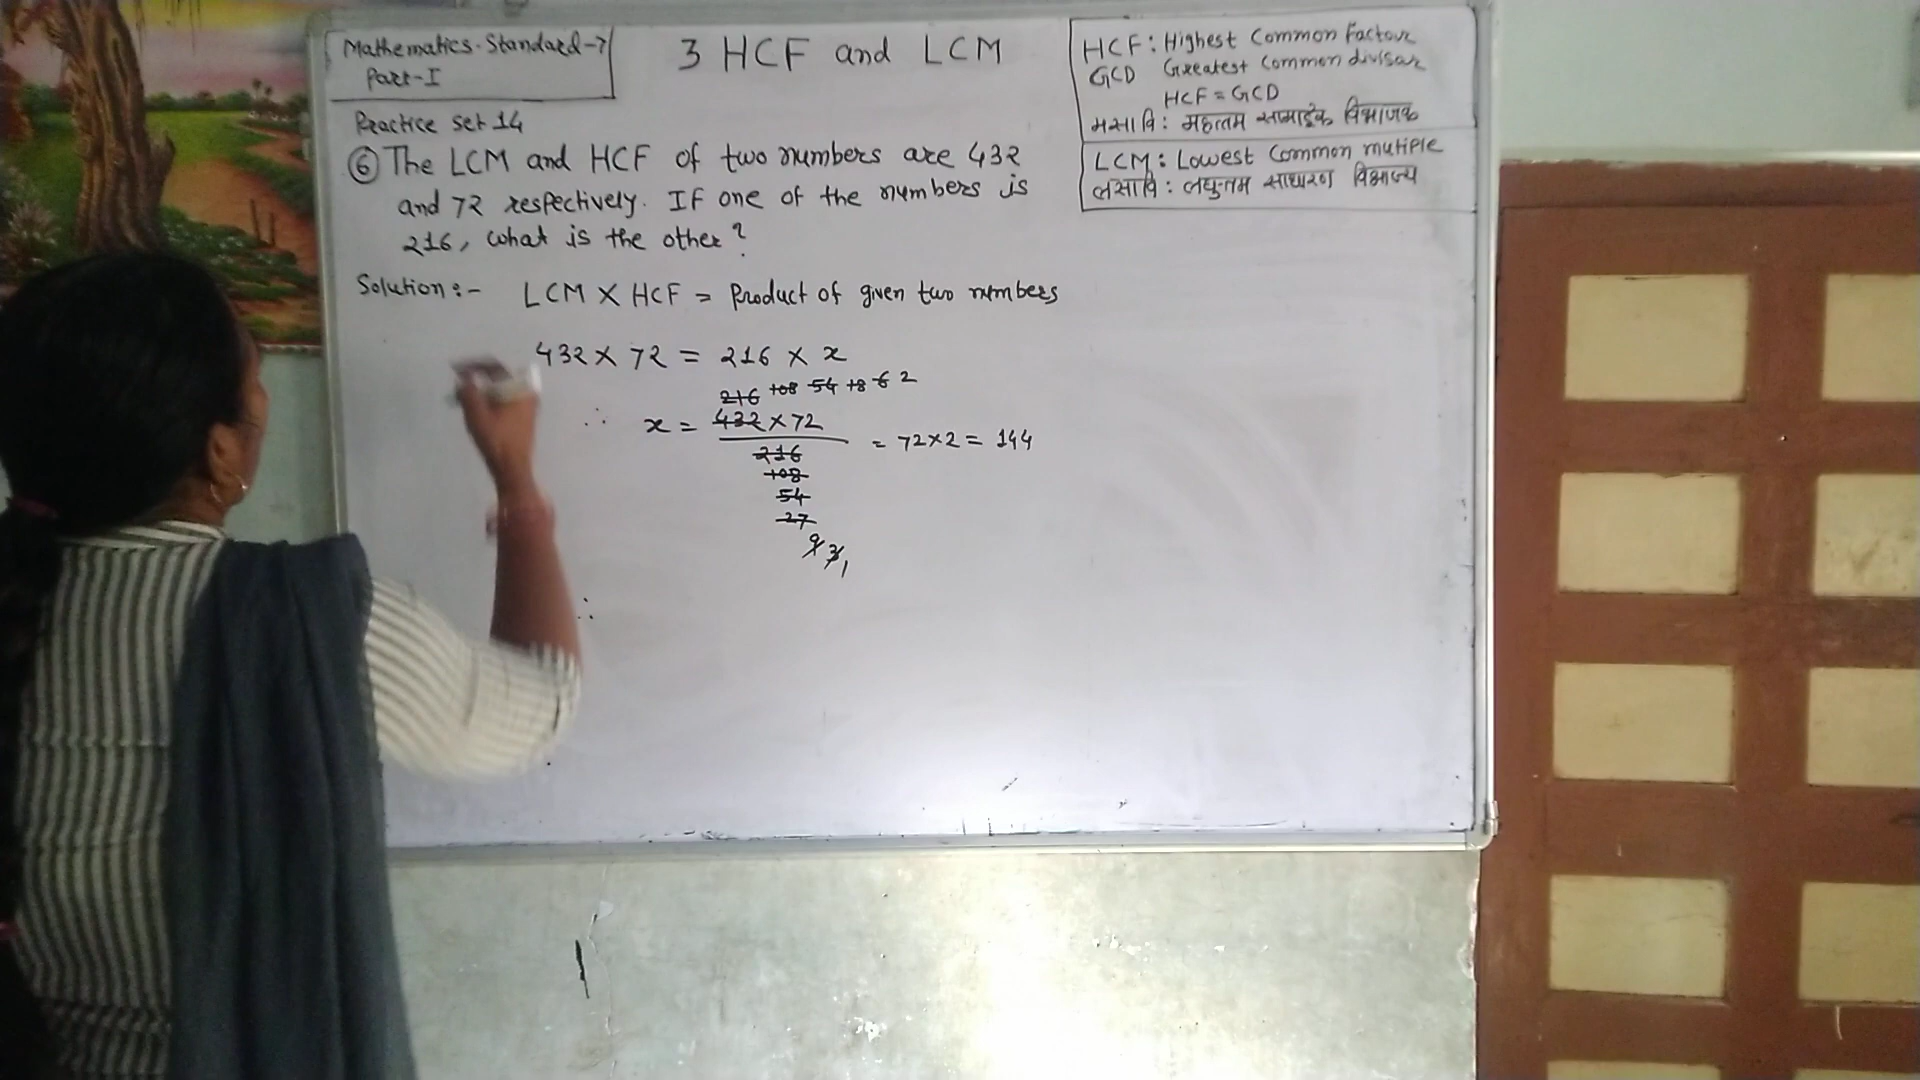 Mathematics. Standard-7
Part-I
3 HCF and LCM
HCF : Highest Common Factor
GCD Greatest common divisar
HCF = GCD
मसावि : महत्तम सामाईक विभाजक
LCM : Lowest Common mutiple
लसावि : लघुत्तम साधारण विभाज्य
Practice set 14
⑥ The LCM and HCF of two numbers are 432
and 72 respectively. If one of the numbers is
216, what is the other?
Solution :- LCM X HCF = Product of given two numbers
432 × 72 = 216 × x
216 108 54 18 6 2
∴ x = 432 × 72
= 72×2 = 144
216
108
54
27
9 3 1
∴